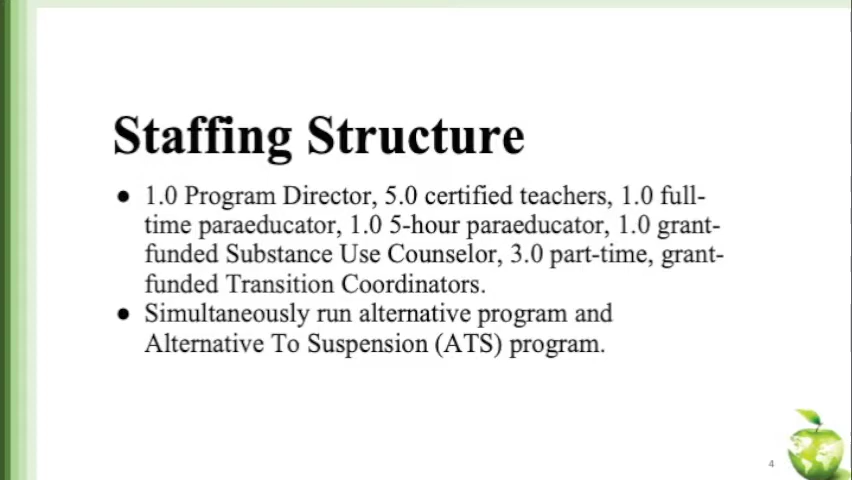 Staffing Structure
● 1.0 Program Director, 5.0 certified teachers, 1.0 full-
time paraeducator, 1.0 5-hour paraeducator, 1.0 grant-
funded Substance Use Counselor, 3.0 part-time, grant-
funded Transition Coordinators.
● Simultaneously run alternative program and
Alternative To Suspension (ATS) program.
4